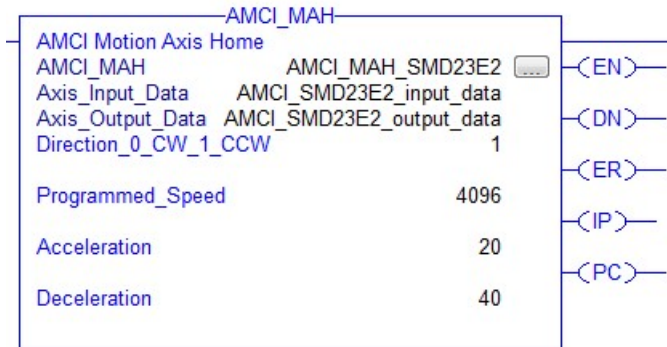 AMCI_MAH
AMCI Motion Axis Home
AMCI_MAH AMCI_MAH_SMD23E2 ... (EN)
Axis_Input_Data AMCI_SMD23E2_input_data
Axis_Output_Data AMCI_SMD23E2_output_data (DN)
Direction_0_CW_1_CCW 1
(ER)
Programmed_Speed 4096
(IP)
Acceleration 20
(PC)
Deceleration 40